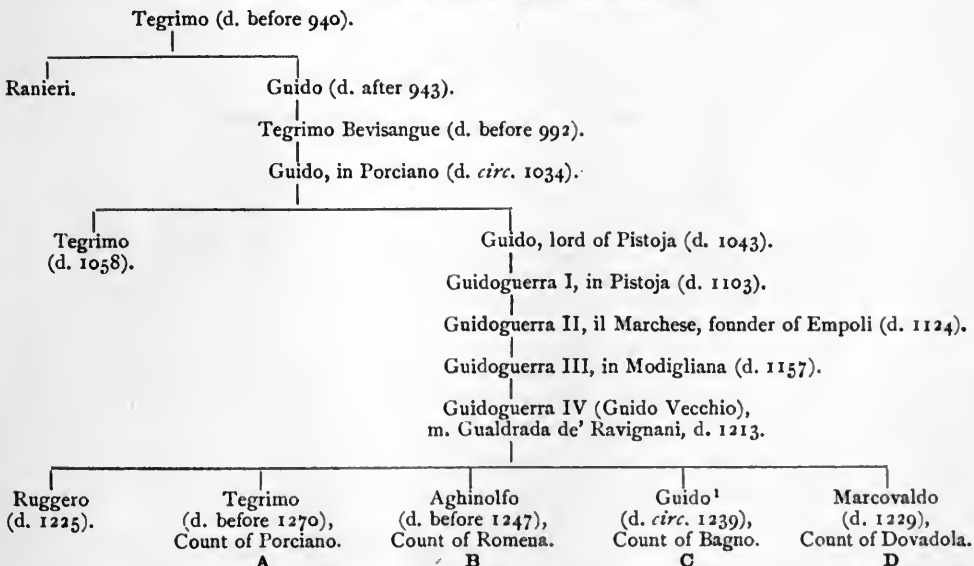 Tegrimo (d. before 940).
Ranieri.
Guido (d. after 943).
Tegrimo Bevisangue (d. before 992).
Guido, in Porciano (d. circ. 1034).
Tegrimo
(d. 1058).
Guido, lord of Pistoja (d. 1043).
Guidoguerra I, in Pistoja (d. 1103).
Guidoguerra II, il Marchese, founder of Empoli (d. 1124).
Guidoguerra III, in Modigliana (d. 1157).
Guidoguerra IV (Guido Vecchio),
m. Gualdrada de' Ravignani, d. 1213.
Ruggero
(d. 1225).
Tegrimo
(d. before 1270),
Count of Porciano.
A
Aghinolfo
(d. before 1247),
Count of Romena.
B
Guido¹
(d. circ. 1239),
Count of Bagno.
C
Marcovaldo
(d. 1229),
Count of Dovadola.
D